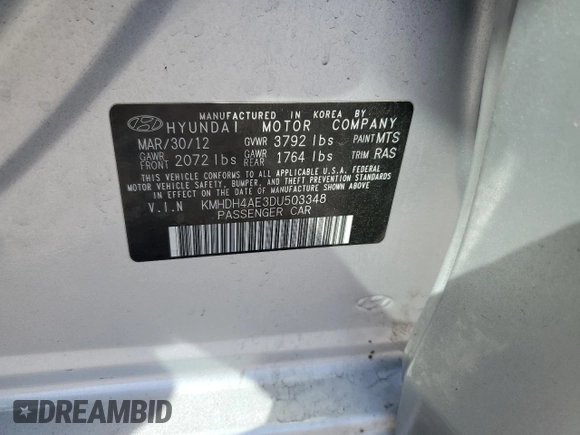 MANUFACTURED IN KOREA BY
HYUNDAI MOTOR COMPANY
MAR/30/12 GVWR 3792 lbs PAINT MTS
GAWR FRONT 2072 lbs GAWR REAR 1764 lbs TRIM RAS
THIS VEHICLE CONFORMS TO ALL APPLICABLE U.S.A. FEDERAL
MOTOR VEHICLE SAFETY, BUMPER, AND THEFT PREVENTION STANDARDS
IN EFFECT ON THE DATE OF MANUFACTURE SHOWN ABOVE.
V.I.N KMHDH4AE3DU503348
PASSENGER CAR
DREAMBID